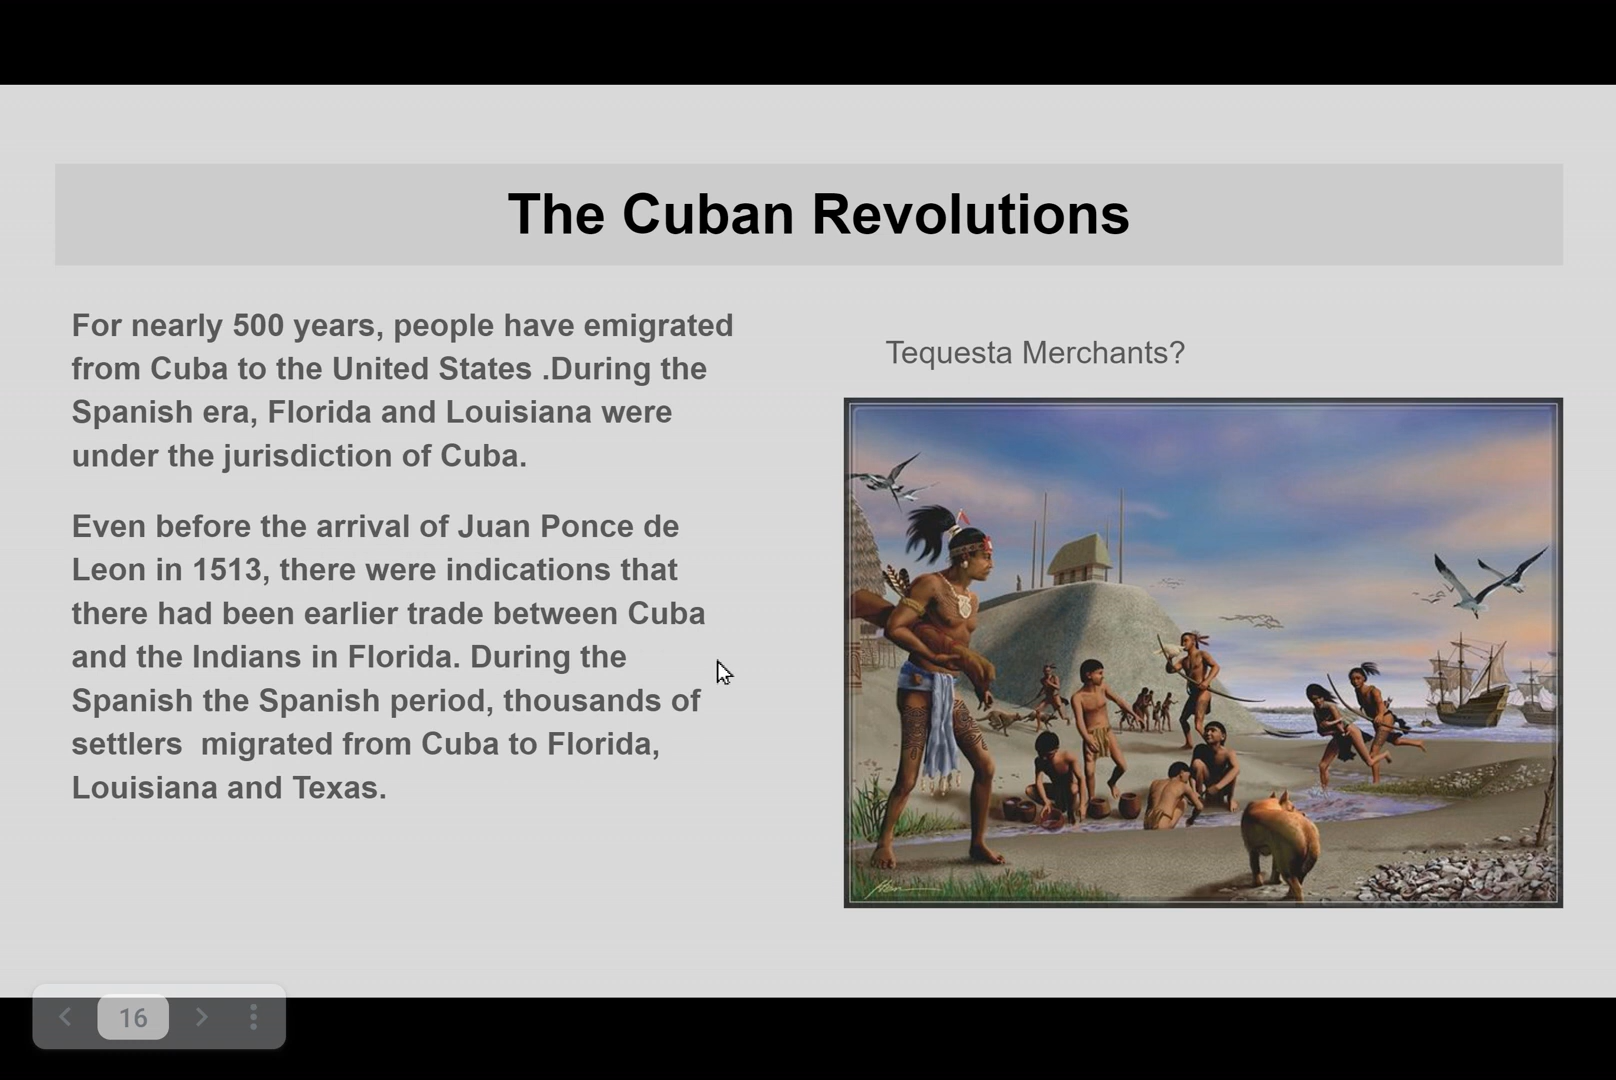 The Cuban Revolutions
For nearly 500 years, people have emigrated
from Cuba to the United States .During the
Spanish era, Florida and Louisiana were
under the jurisdiction of Cuba.
Even before the arrival of Juan Ponce de
Leon in 1513, there were indications that
there had been earlier trade between Cuba
and the Indians in Florida. During the
Spanish the Spanish period, thousands of
settlers  migrated from Cuba to Florida,
Louisiana and Texas.
Tequesta Merchants?
16